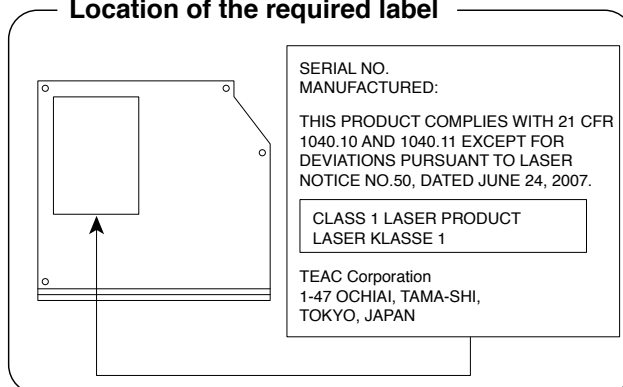 Location of the required label
SERIAL NO.
MANUFACTURED:
THIS PRODUCT COMPLIES WITH 21 CFR
1040.10 AND 1040.11 EXCEPT FOR
DEVIATIONS PURSUANT TO LASER
NOTICE NO.50, DATED JUNE 24, 2007.
CLASS 1 LASER PRODUCT
LASER KLASSE 1
TEAC Corporation
1-47 OCHIAI, TAMA-SHI,
TOKYO, JAPAN